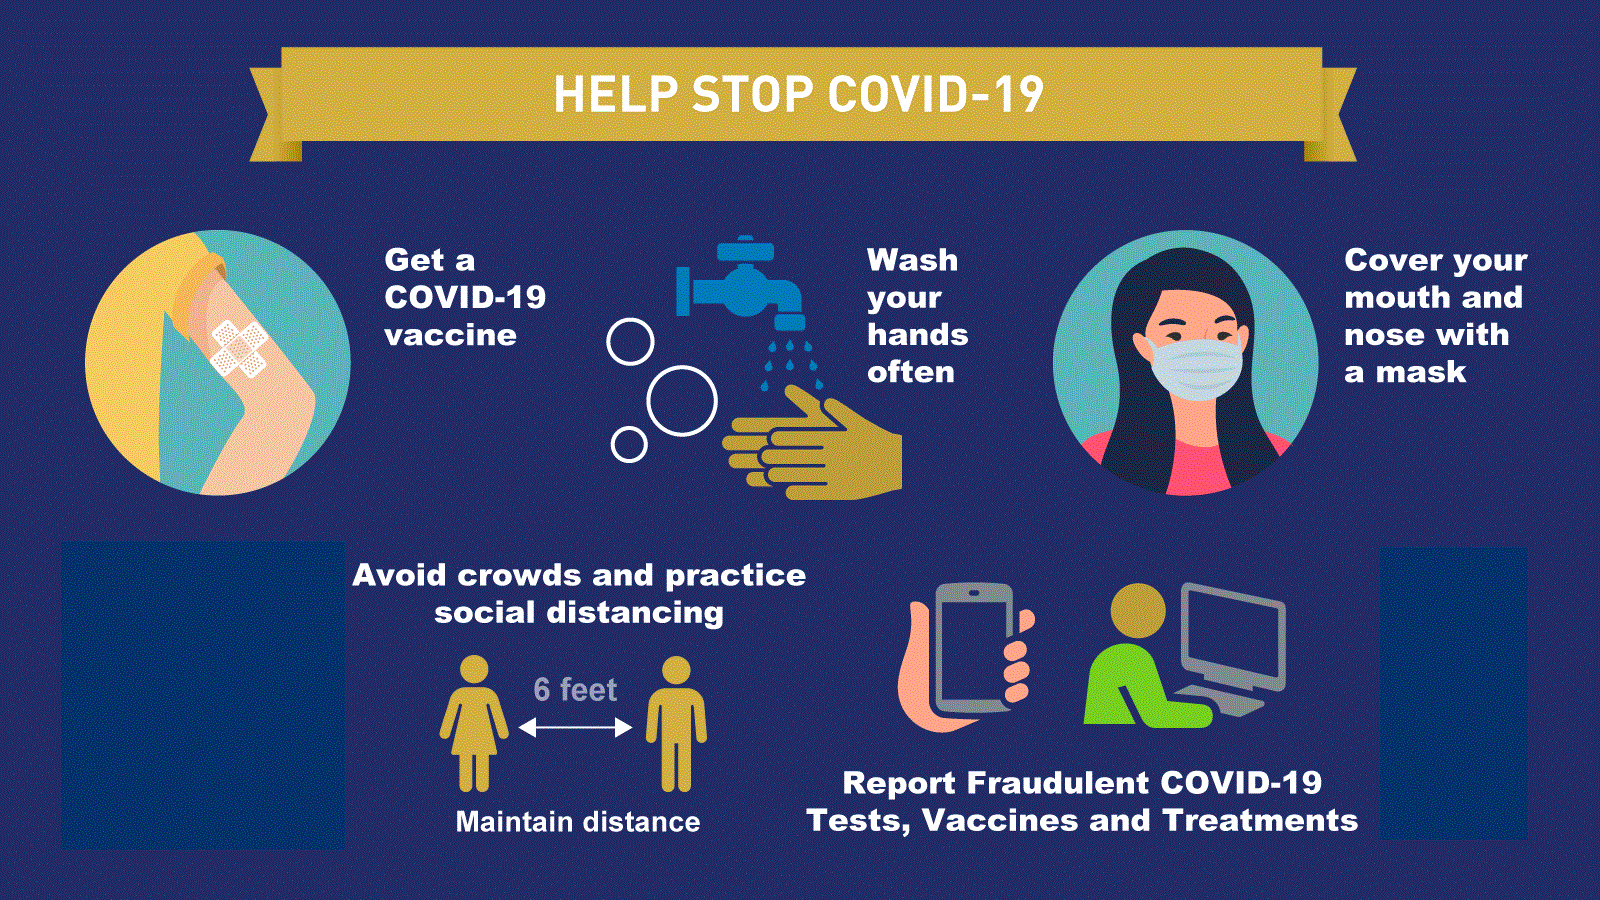 HELP STOP COVID-19
Get a
COVID-19
vaccine
Wash
your
hands
often
Cover your
mouth and
nose with
a mask
Avoid crowds and practice
social distancing
6 feet
Maintain distance
Report Fraudulent COVID-19
Tests, Vaccines and Treatments